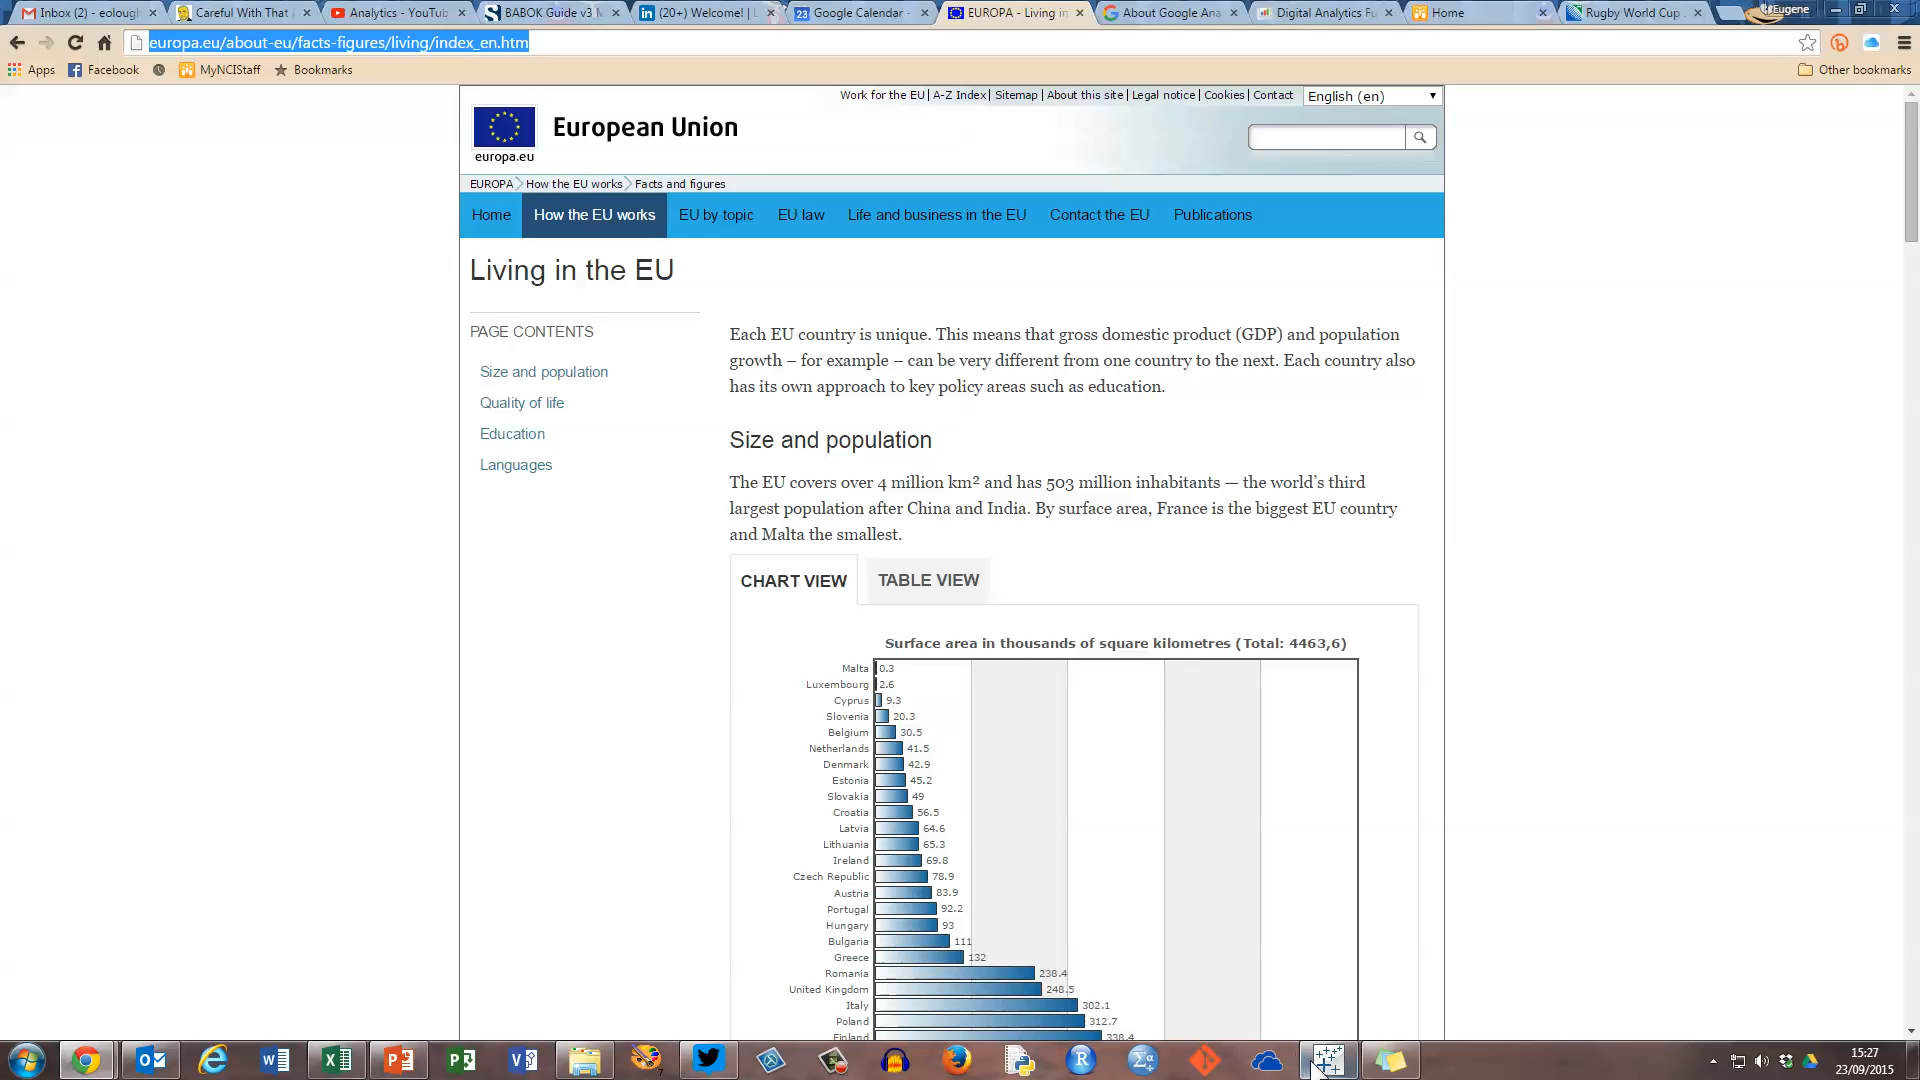 Inbox (2) - eolough
Careful With That
Analytics - YouTub
BABOK Guide v3
(20+) Welcome! | L
Google Calendar -
EUROPA - Living in
About Google Ana
Digital Analytics Fu
Home
Rugby World Cup
Eugene
europa.eu/about-eu/facts-figures/living/index_en.htm
Apps
Facebook
MyNCIStaff
Bookmarks
Other bookmarks
Work for the EU | A-Z Index | Sitemap | About this site | Legal notice | Cookies | Contact
English (en)
European Union
europa.eu
EUROPA
How the EU works
Facts and figures
Home
How the EU works
EU by topic
EU law
Life and business in the EU
Contact the EU
Publications
Living in the EU
PAGE CONTENTS
Size and population
Quality of life
Education
Languages
Each EU country is unique. This means that gross domestic product (GDP) and population
growth – for example – can be very different from one country to the next. Each country also
has its own approach to key policy areas such as education.
Size and population
The EU covers over 4 million km² and has 503 million inhabitants — the world's third
largest population after China and India. By surface area, France is the biggest EU country
and Malta the smallest.
CHART VIEW
TABLE VIEW
Surface area in thousands of square kilometres (Total: 4463,6)
Malta 0.3
Luxembourg 2.6
Cyprus 9.3
Slovenia 20.3
Belgium 30.5
Netherlands 41.5
Denmark 42.9
Estonia 45.2
Slovakia 49
Croatia 56.5
Latvia 64.6
Lithuania 65.3
Ireland 69.8
Czech Republic 78.9
Austria 83.9
Portugal 92.2
Hungary 93
Bulgaria 111
Greece 132
Romania 238.4
United Kingdom 248.5
Italy 302.1
Poland 312.7
Finland 338.4
15:27
23/09/2015